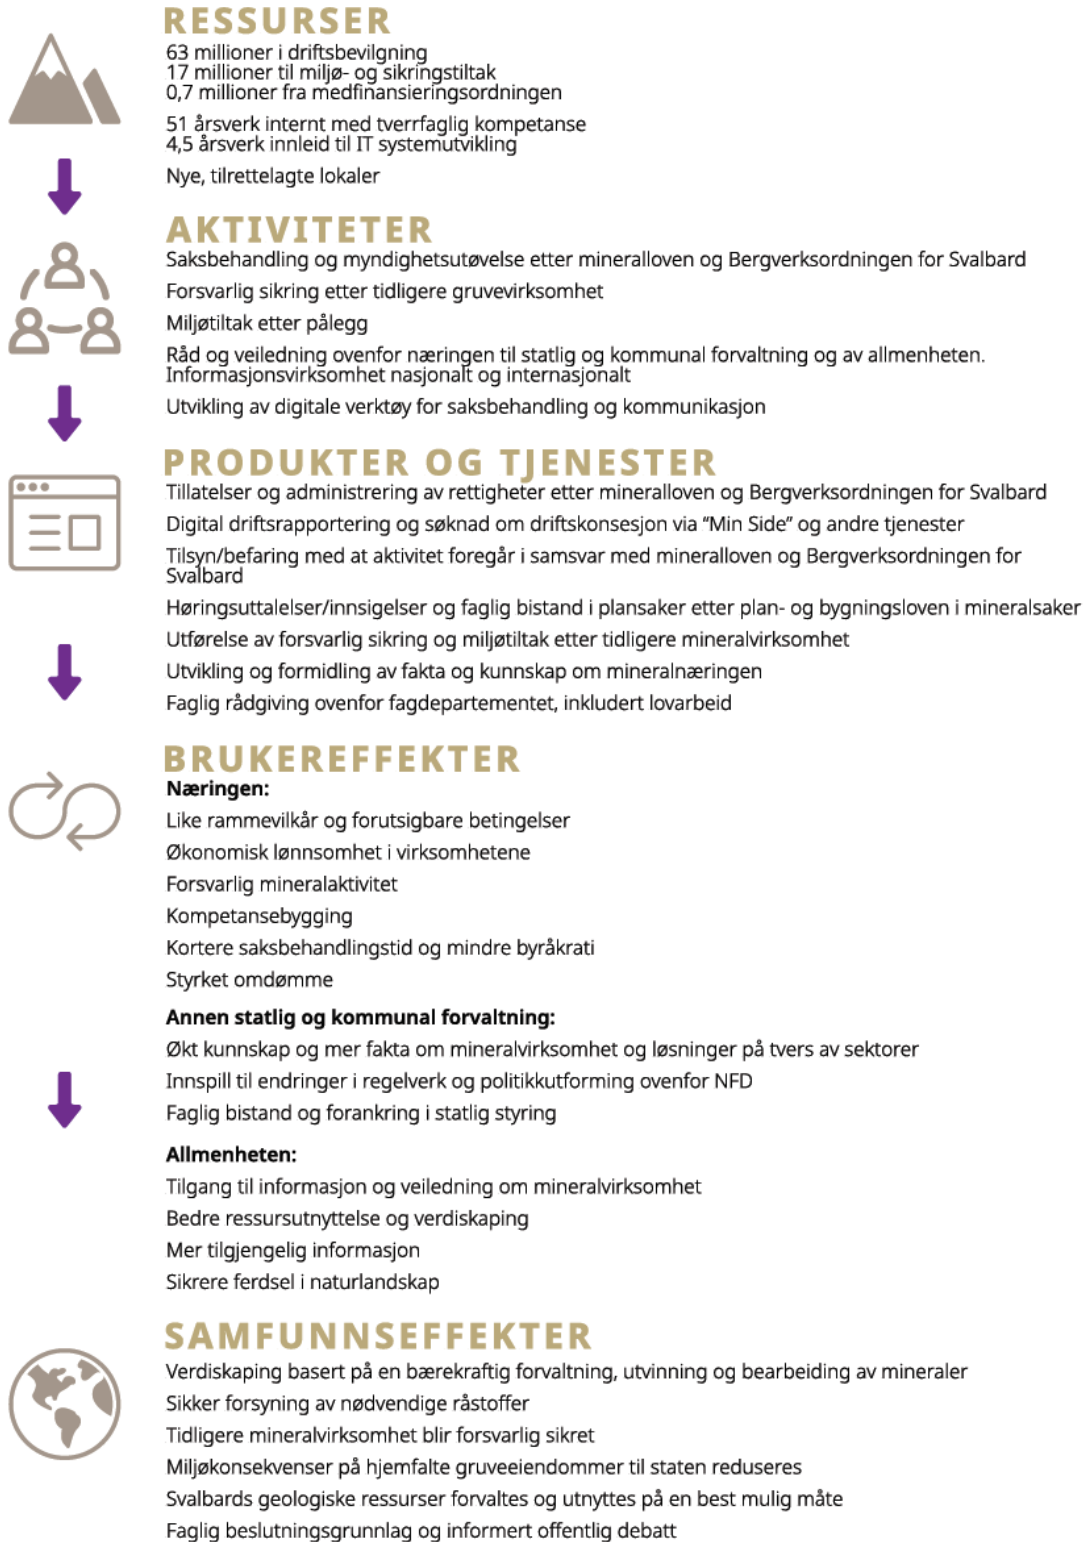 RESSURSER
63 millioner i driftsbevilgning
17 millioner til miljø- og sikringstiltak
0,7 millioner fra medfinansieringsordningen
51 årsverk internt med tverrfaglig kompetanse
4,5 årsverk innleid til IT systemutvikling
Nye, tilrettelagte lokaler
AKTIVITETER
Saksbehandling og myndighetsutøvelse etter mineralloven og Bergverksordningen for Svalbard
Forsvarlig sikring etter tidligere gruvevirksomhet
Miljøtiltak etter pålegg
Råd og veiledning ovenfor næringen til statlig og kommunal forvaltning og av allmenheten.
Informasjonsvirksomhet nasjonalt og internasjonalt
Utvikling av digitale verktøy for saksbehandling og kommunikasjon
PRODUKTER OG TJENESTER
Tillatelser og administrering av rettigheter etter mineralloven og Bergverksordningen for Svalbard
Digital driftsrapportering og søknad om driftskonsesjon via “Min Side” og andre tjenester
Tilsyn/befaring med at aktivitet foregår i samsvar med mineralloven og Bergverksordningen for
Svalbard
Høringsuttalelser/innsigelser og faglig bistand i plansaker etter plan- og bygningsloven i mineralsaker
Utførelse av forsvarlig sikring og miljøtiltak etter tidligere mineralvirksomhet
Utvikling og formidling av fakta og kunnskap om mineralnæringen
Faglig rådgiving ovenfor fagdepartementet, inkludert lovarbeid
BRUKEREFFEKTER
Næringen:
Like rammevilkår og forutsigbare betingelser
Økonomisk lønnsomhet i virksomhetene
Forsvarlig mineralaktivitet
Kompetansebygging
Kortere saksbehandlingstid og mindre byråkrati
Styrket omdømme
Annen statlig og kommunal forvaltning:
Økt kunnskap og mer fakta om mineralvirksomhet og løsninger på tvers av sektorer
Innspill til endringer i regelverk og politikkutforming ovenfor NFD
Faglig bistand og forankring i statlig styring
Allmenheten:
Tilgang til informasjon og veiledning om mineralvirksomhet
Bedre ressursutnyttelse og verdiskaping
Mer tilgjengelig informasjon
Sikrere ferdsel i naturlandskap
SAMFUNNSEFFEKTER
Verdiskaping basert på en bærekraftig forvaltning, utvinning og bearbeiding av mineraler
Sikker forsyning av nødvendige råstoffer
Tidligere mineralvirksomhet blir forsvarlig sikret
Miljøkonsekvenser på hjemfalte gruveeiendommer til staten reduseres
Svalbards geologiske ressurser forvaltes og utnyttes på en best mulig måte
Faglig beslutningsgrunnlag og informert offentlig debatt